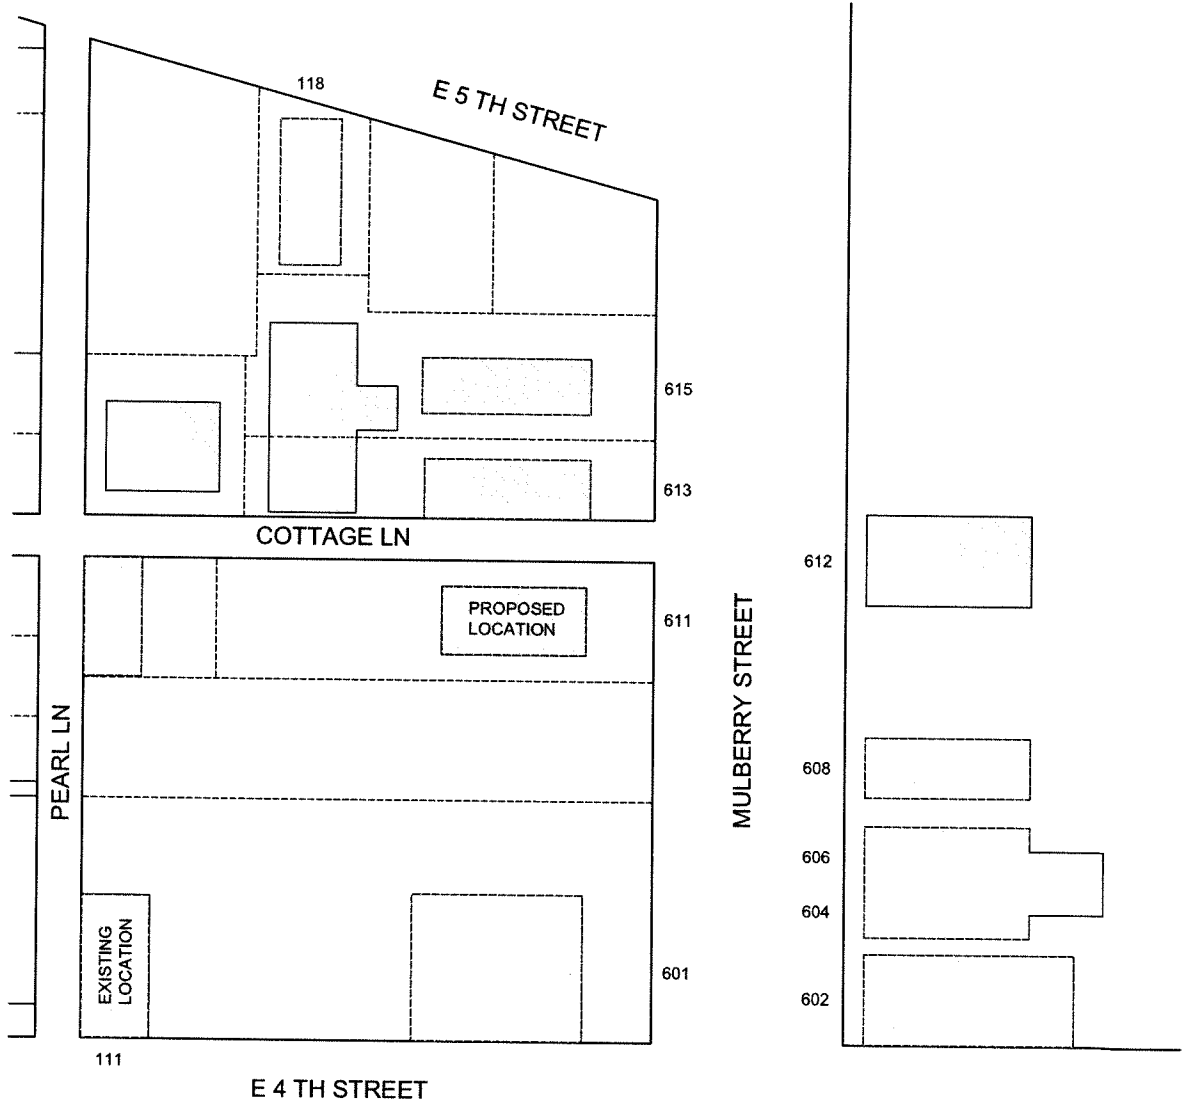 118
E 5 TH STREET
615
613
COTTAGE LN
612
PROPOSED
LOCATION
611
MULBERRY STREET
PEARL LN
608
606
604
EXISTING
LOCATION
601
602
111
E 4 TH STREET